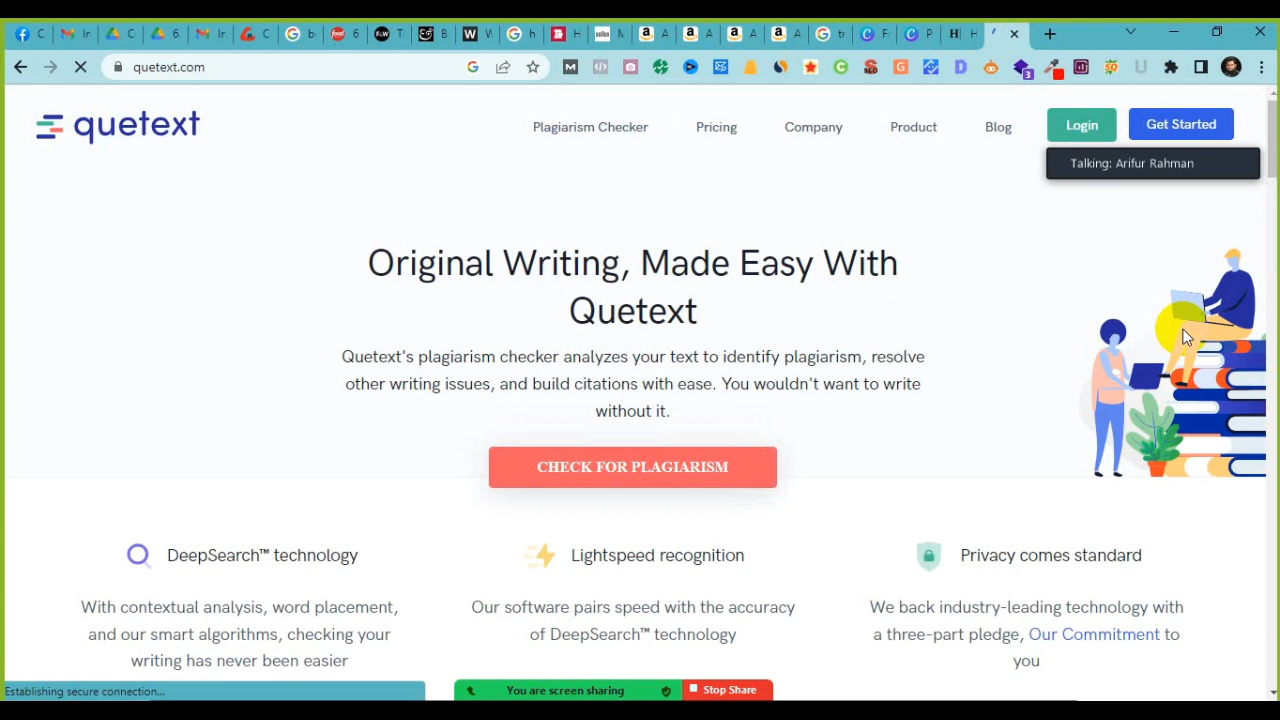 quetext.com
3
quetext
Plagiarism Checker
Pricing
Company
Product
Blog
Login
Get Started
Talking: Arifur Rahman
Original Writing, Made Easy With
Quetext
Quetext's plagiarism checker analyzes your text to identify plagiarism, resolve
other writing issues, and build citations with ease. You wouldn't want to write
without it.
CHECK FOR PLAGIARISM
DeepSearch™ technology
With contextual analysis, word placement,
and our smart algorithms, checking your
writing has never been easier
Lightspeed recognition
Our software pairs speed with the accuracy
of DeepSearch™ technology
Privacy comes standard
We back industry-leading technology with
a three-part pledge, Our Commitment to
you
Establishing secure connection...
You are screen sharing
Stop Share